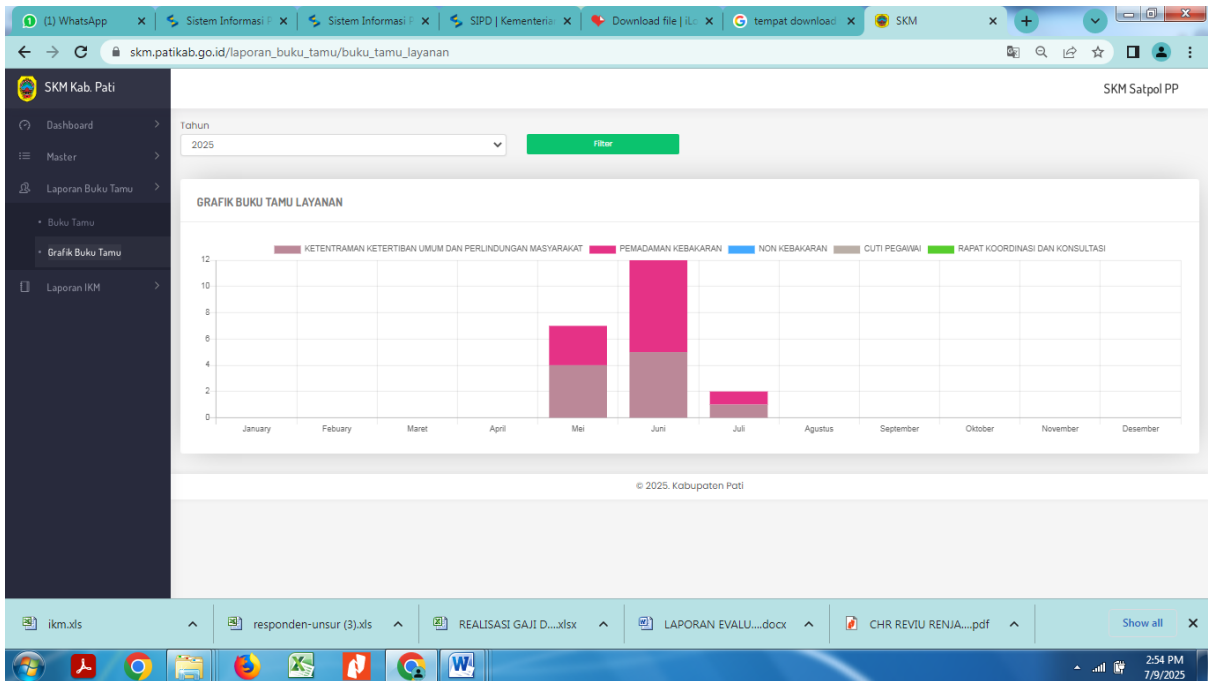 (1) WhatsApp
Sistem Informasi P
Sistem Informasi P
SIPD | Kementerian
Download file | iLo
tempat download
SKM
skm.patikab.go.id/laporan_buku_tamu/buku_tamu_layanan
SKM Kab. Pati
SKM Satpol PP
Dashboard
Master
Laporan Buku Tamu
Buku Tamu
Grafik Buku Tamu
Laporan IKM
Tahun
2025
Filter
GRAFIK BUKU TAMU LAYANAN
KETENTRAMAN KETERTIBAN UMUM DAN PERLINDUNGAN MASYARAKAT PEMADAMAN KEBAKARAN NON KEBAKARAN CUTI PEGAWAI RAPAT KOORDINASI DAN KONSULTASI
12
10
8
6
4
2
0
January Febuary Maret April Mei Juni Juli Agustus September Oktober November Desember
© 2025. Kabupaten Pati
ikm.xls
responden-unsur (3).xls
REALISASI GAJI D....xlsx
LAPORAN EVALU....docx
CHR REVIU RENJA....pdf
Show all
2:54 PM
7/9/2025